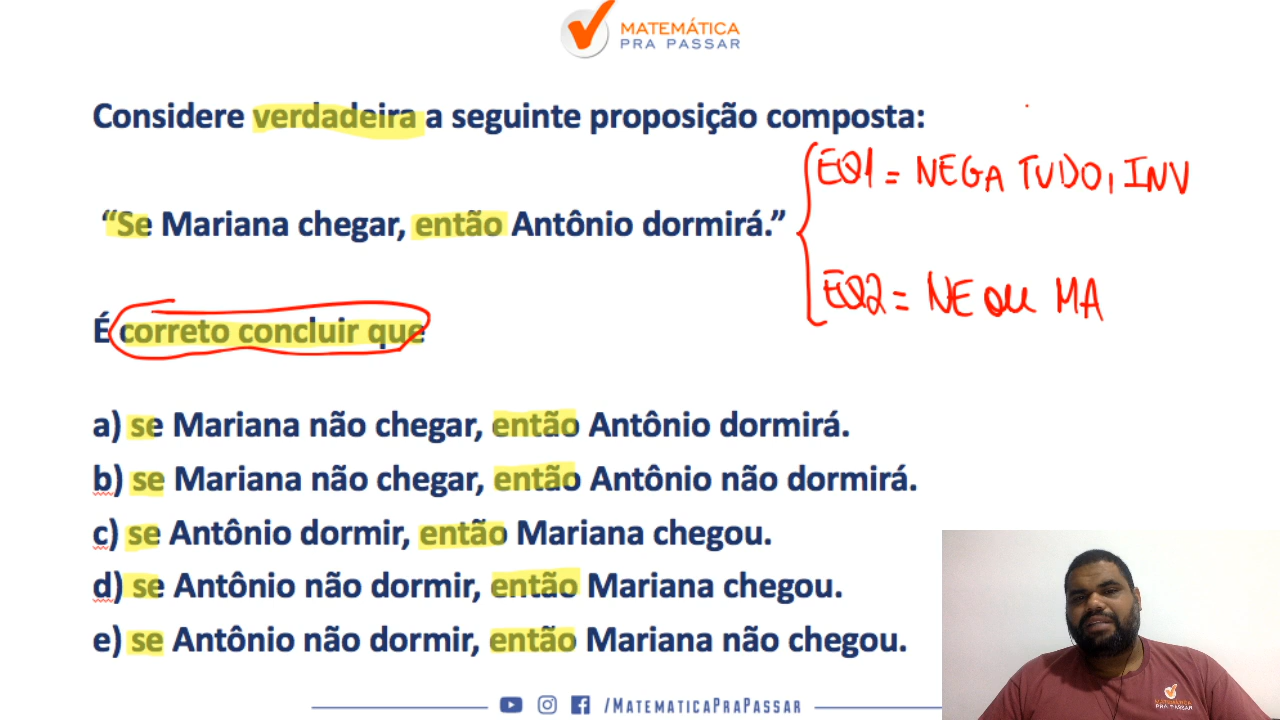 MATEMÁTICA
PRA PASSAR
Considere verdadeira a seguinte proposição composta:
EQ1 = NEGA TUDO, INV
“Se Mariana chegar, então Antônio dormirá.”
EQ2 = NE OU MA
É correto concluir que
a) se Mariana não chegar, então Antônio dormirá.
b) se Mariana não chegar, então Antônio não dormirá.
c) se Antônio dormir, então Mariana chegou.
d) se Antônio não dormir, então Mariana chegou.
e) se Antônio não dormir, então Mariana não chegou.
MATEMÁTICA
PRA PASSAR
/MATEMATICAPRAPASSAR